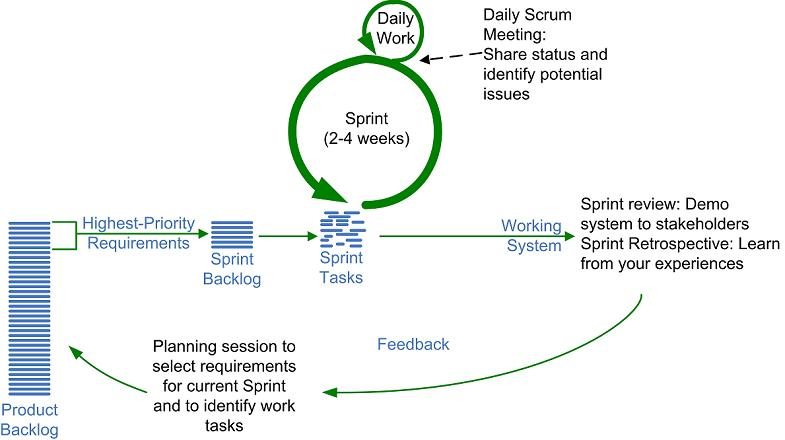 Daily
Work
Daily Scrum
Meeting:
Share status and
identify potential
issues
Sprint
(2-4 weeks)
Highest-Priority
Requirements
Sprint
Backlog
Sprint
Tasks
Working
System
Sprint review: Demo
system to stakeholders
Sprint Retrospective: Learn
from your experiences
Feedback
Planning session to
select requirements
for current Sprint
and to identify work
tasks
Product
Backlog